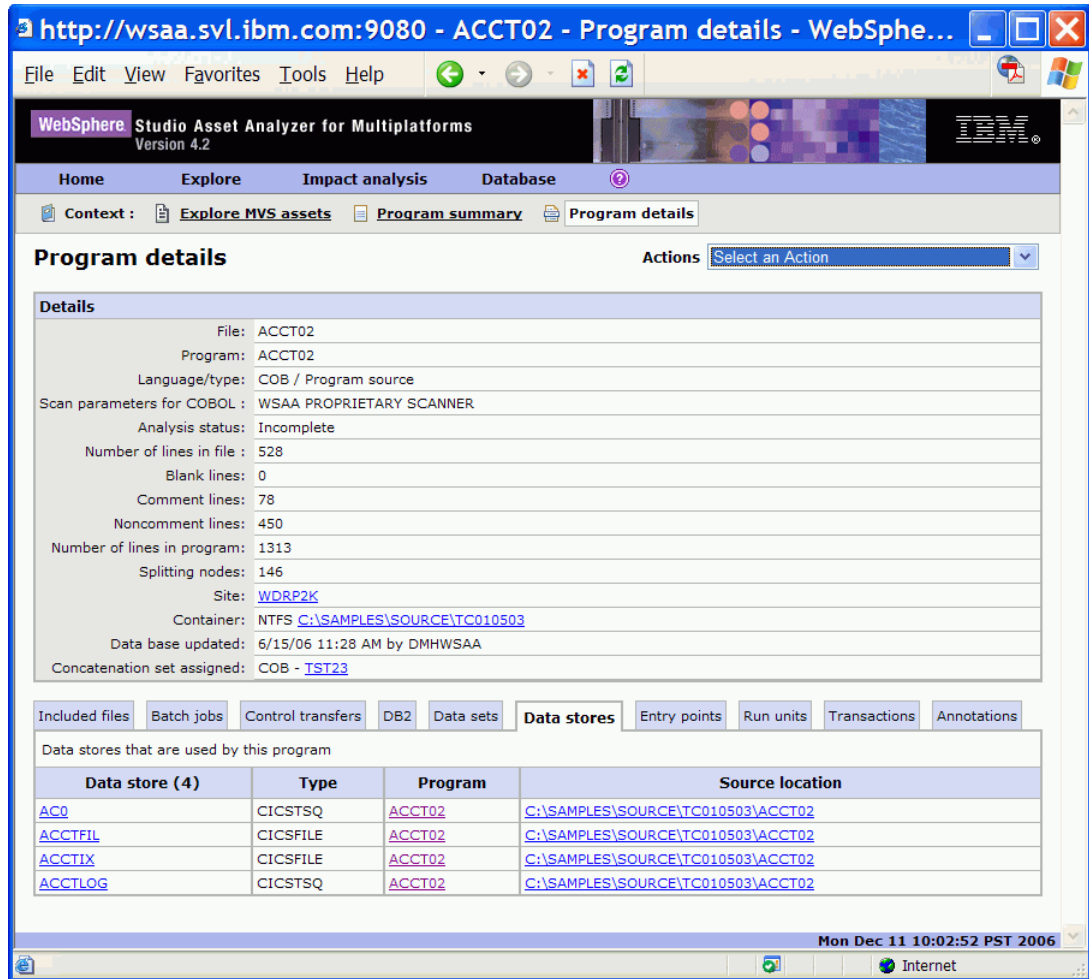 http://wsaa.svl.ibm.com:9080 - ACCT02 - Program details - WebSphe...
File Edit View Favorites Tools Help
WebSphere. Studio Asset Analyzer for Multiplatforms
Version 4.2
IBM®
Home Explore Impact analysis Database ?
Context : Explore MVS assets Program summary Program details
Program details
Actions Select an Action
Details
File: ACCT02
Program: ACCT02
Language/type: COB / Program source
Scan parameters for COBOL : WSAA PROPRIETARY SCANNER
Analysis status: Incomplete
Number of lines in file : 528
Blank lines: 0
Comment lines: 78
Noncomment lines: 450
Number of lines in program: 1313
Splitting nodes: 146
Site: WDRP2K
Container: NTFS C:\SAMPLES\SOURCE\TC010503
Data base updated: 6/15/06 11:28 AM by DMHWSAA
Concatenation set assigned: COB - TST23
Included files Batch jobs Control transfers DB2 Data sets Data stores Entry points Run units Transactions Annotations
Data stores that are used by this program
Data store (4) Type Program Source location
AC0 CICSTSQ ACCT02 C:\SAMPLES\SOURCE\TC010503\ACCT02
ACCTFIL CICSFILE ACCT02 C:\SAMPLES\SOURCE\TC010503\ACCT02
ACCTIX CICSFILE ACCT02 C:\SAMPLES\SOURCE\TC010503\ACCT02
ACCTLOG CICSTSQ ACCT02 C:\SAMPLES\SOURCE\TC010503\ACCT02
Mon Dec 11 10:02:52 PST 2006
Internet